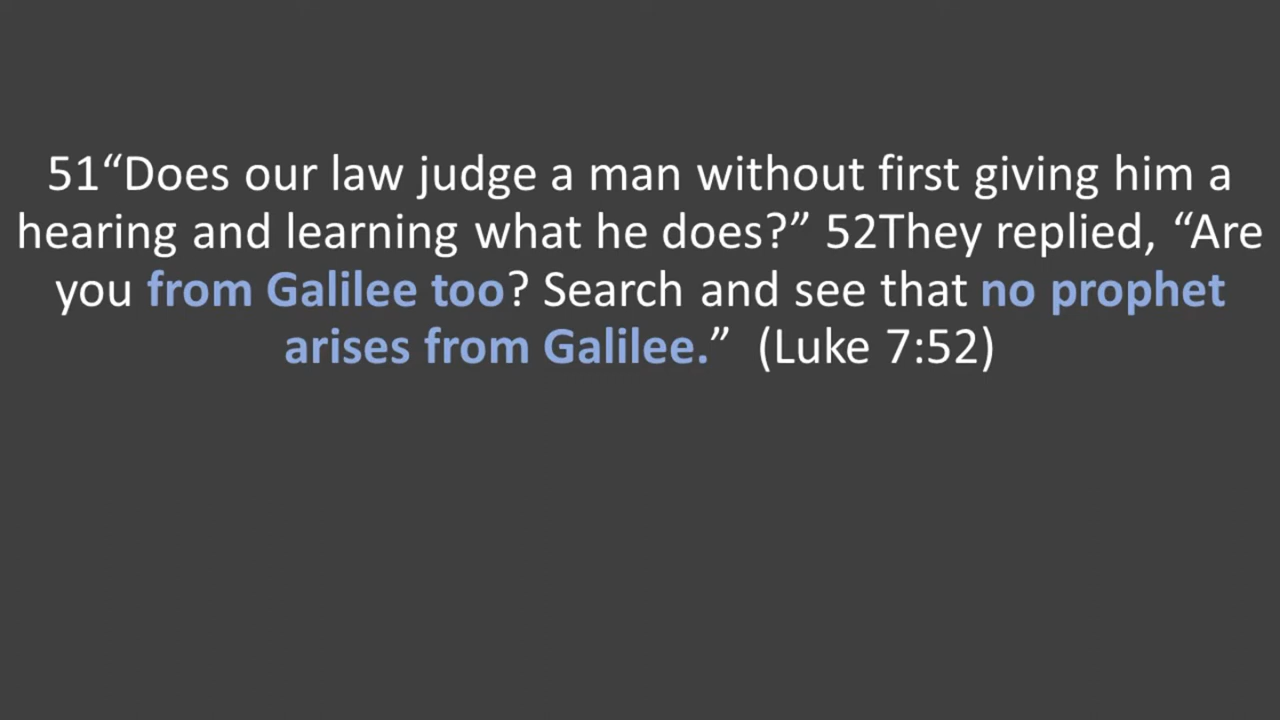 51“Does our law judge a man without first giving him a
hearing and learning what he does?” 52They replied, “Are
you from Galilee too? Search and see that no prophet
arises from Galilee.”  (Luke 7:52)